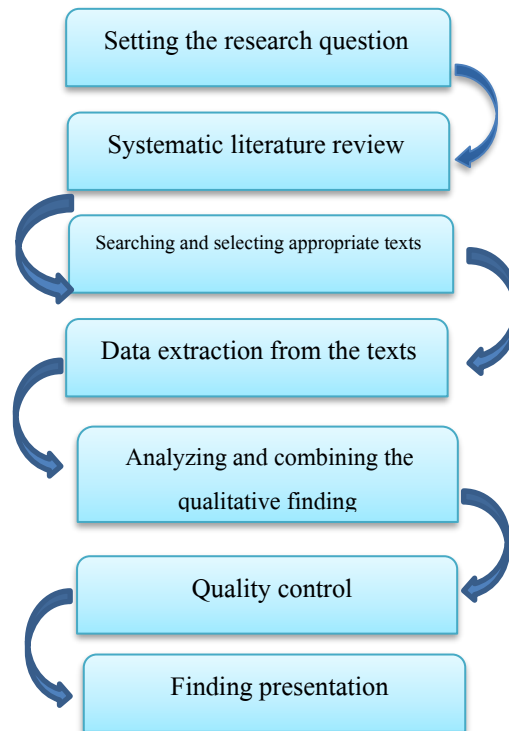 Setting the research question
Systematic literature review
Searching and selecting appropriate texts
Data extraction from the texts
Analyzing and combining the
qualitative finding
Quality control
Finding presentation